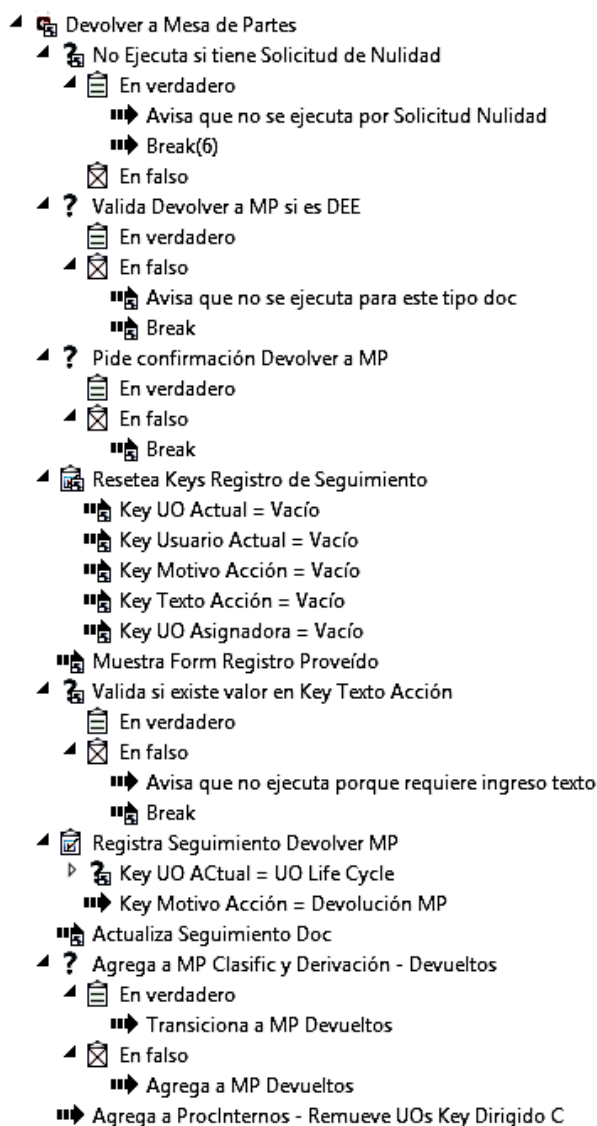 Devolver a Mesa de Partes
No Ejecuta si tiene Solicitud de Nulidad
En verdadero
Avisa que no se ejecuta por Solicitud Nulidad
Break(6)
En falso
Valida Devolver a MP si es DEE
En verdadero
En falso
Avisa que no se ejecuta para este tipo doc
Break
Pide confirmación Devolver a MP
En verdadero
En falso
Break
Resetea Keys Registro de Seguimiento
Key UO Actual = Vacío
Key Usuario Actual = Vacío
Key Motivo Acción = Vacío
Key Texto Acción = Vacío
Key UO Asignadora = Vacío
Muestra Form Registro Proveído
Valida si existe valor en Key Texto Acción
En verdadero
En falso
Avisa que no ejecuta porque requiere ingreso texto
Break
Registra Seguimiento Devolver MP
Key UO ACtual = UO Life Cycle
Key Motivo Acción = Devolución MP
Actualiza Seguimiento Doc
Agrega a MP Clasific y Derivación - Devueltos
En verdadero
Transiciona a MP Devueltos
En falso
Agrega a MP Devueltos
Agrega a ProcInternos - Remueve UOs Key Dirigido C